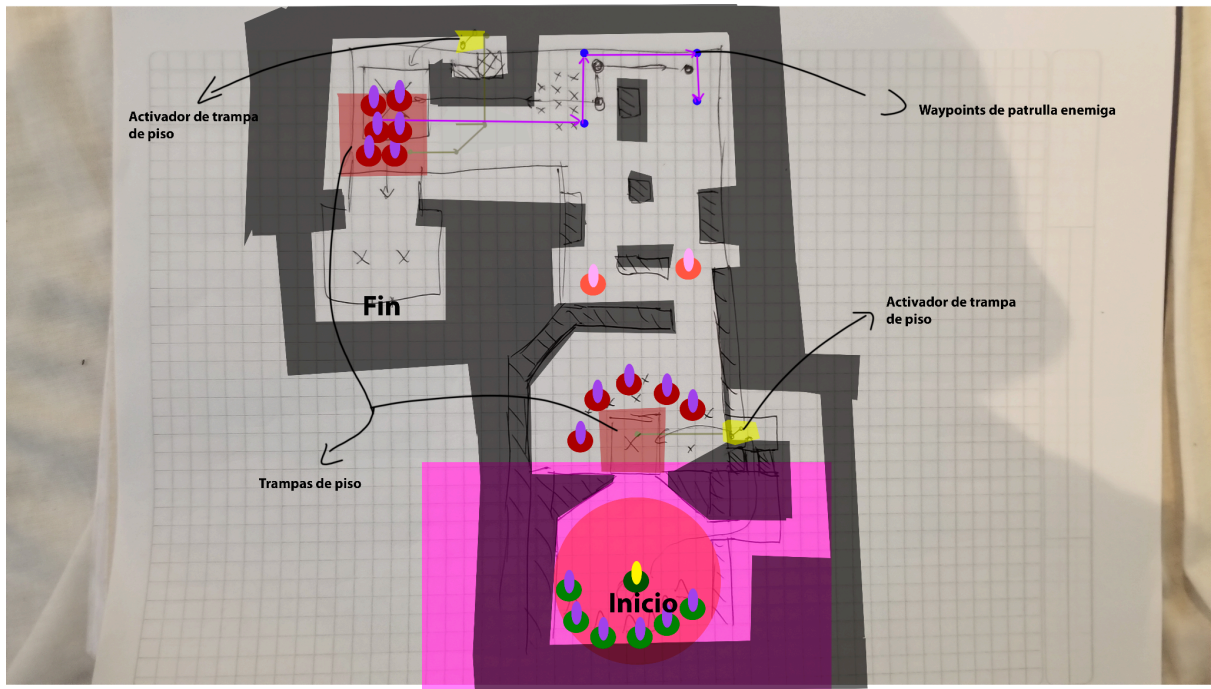 Activador de trampa
de piso
Waypoints de patrulla enemiga
Fin
Activador de trampa
de piso
Trampas de piso
Inicio